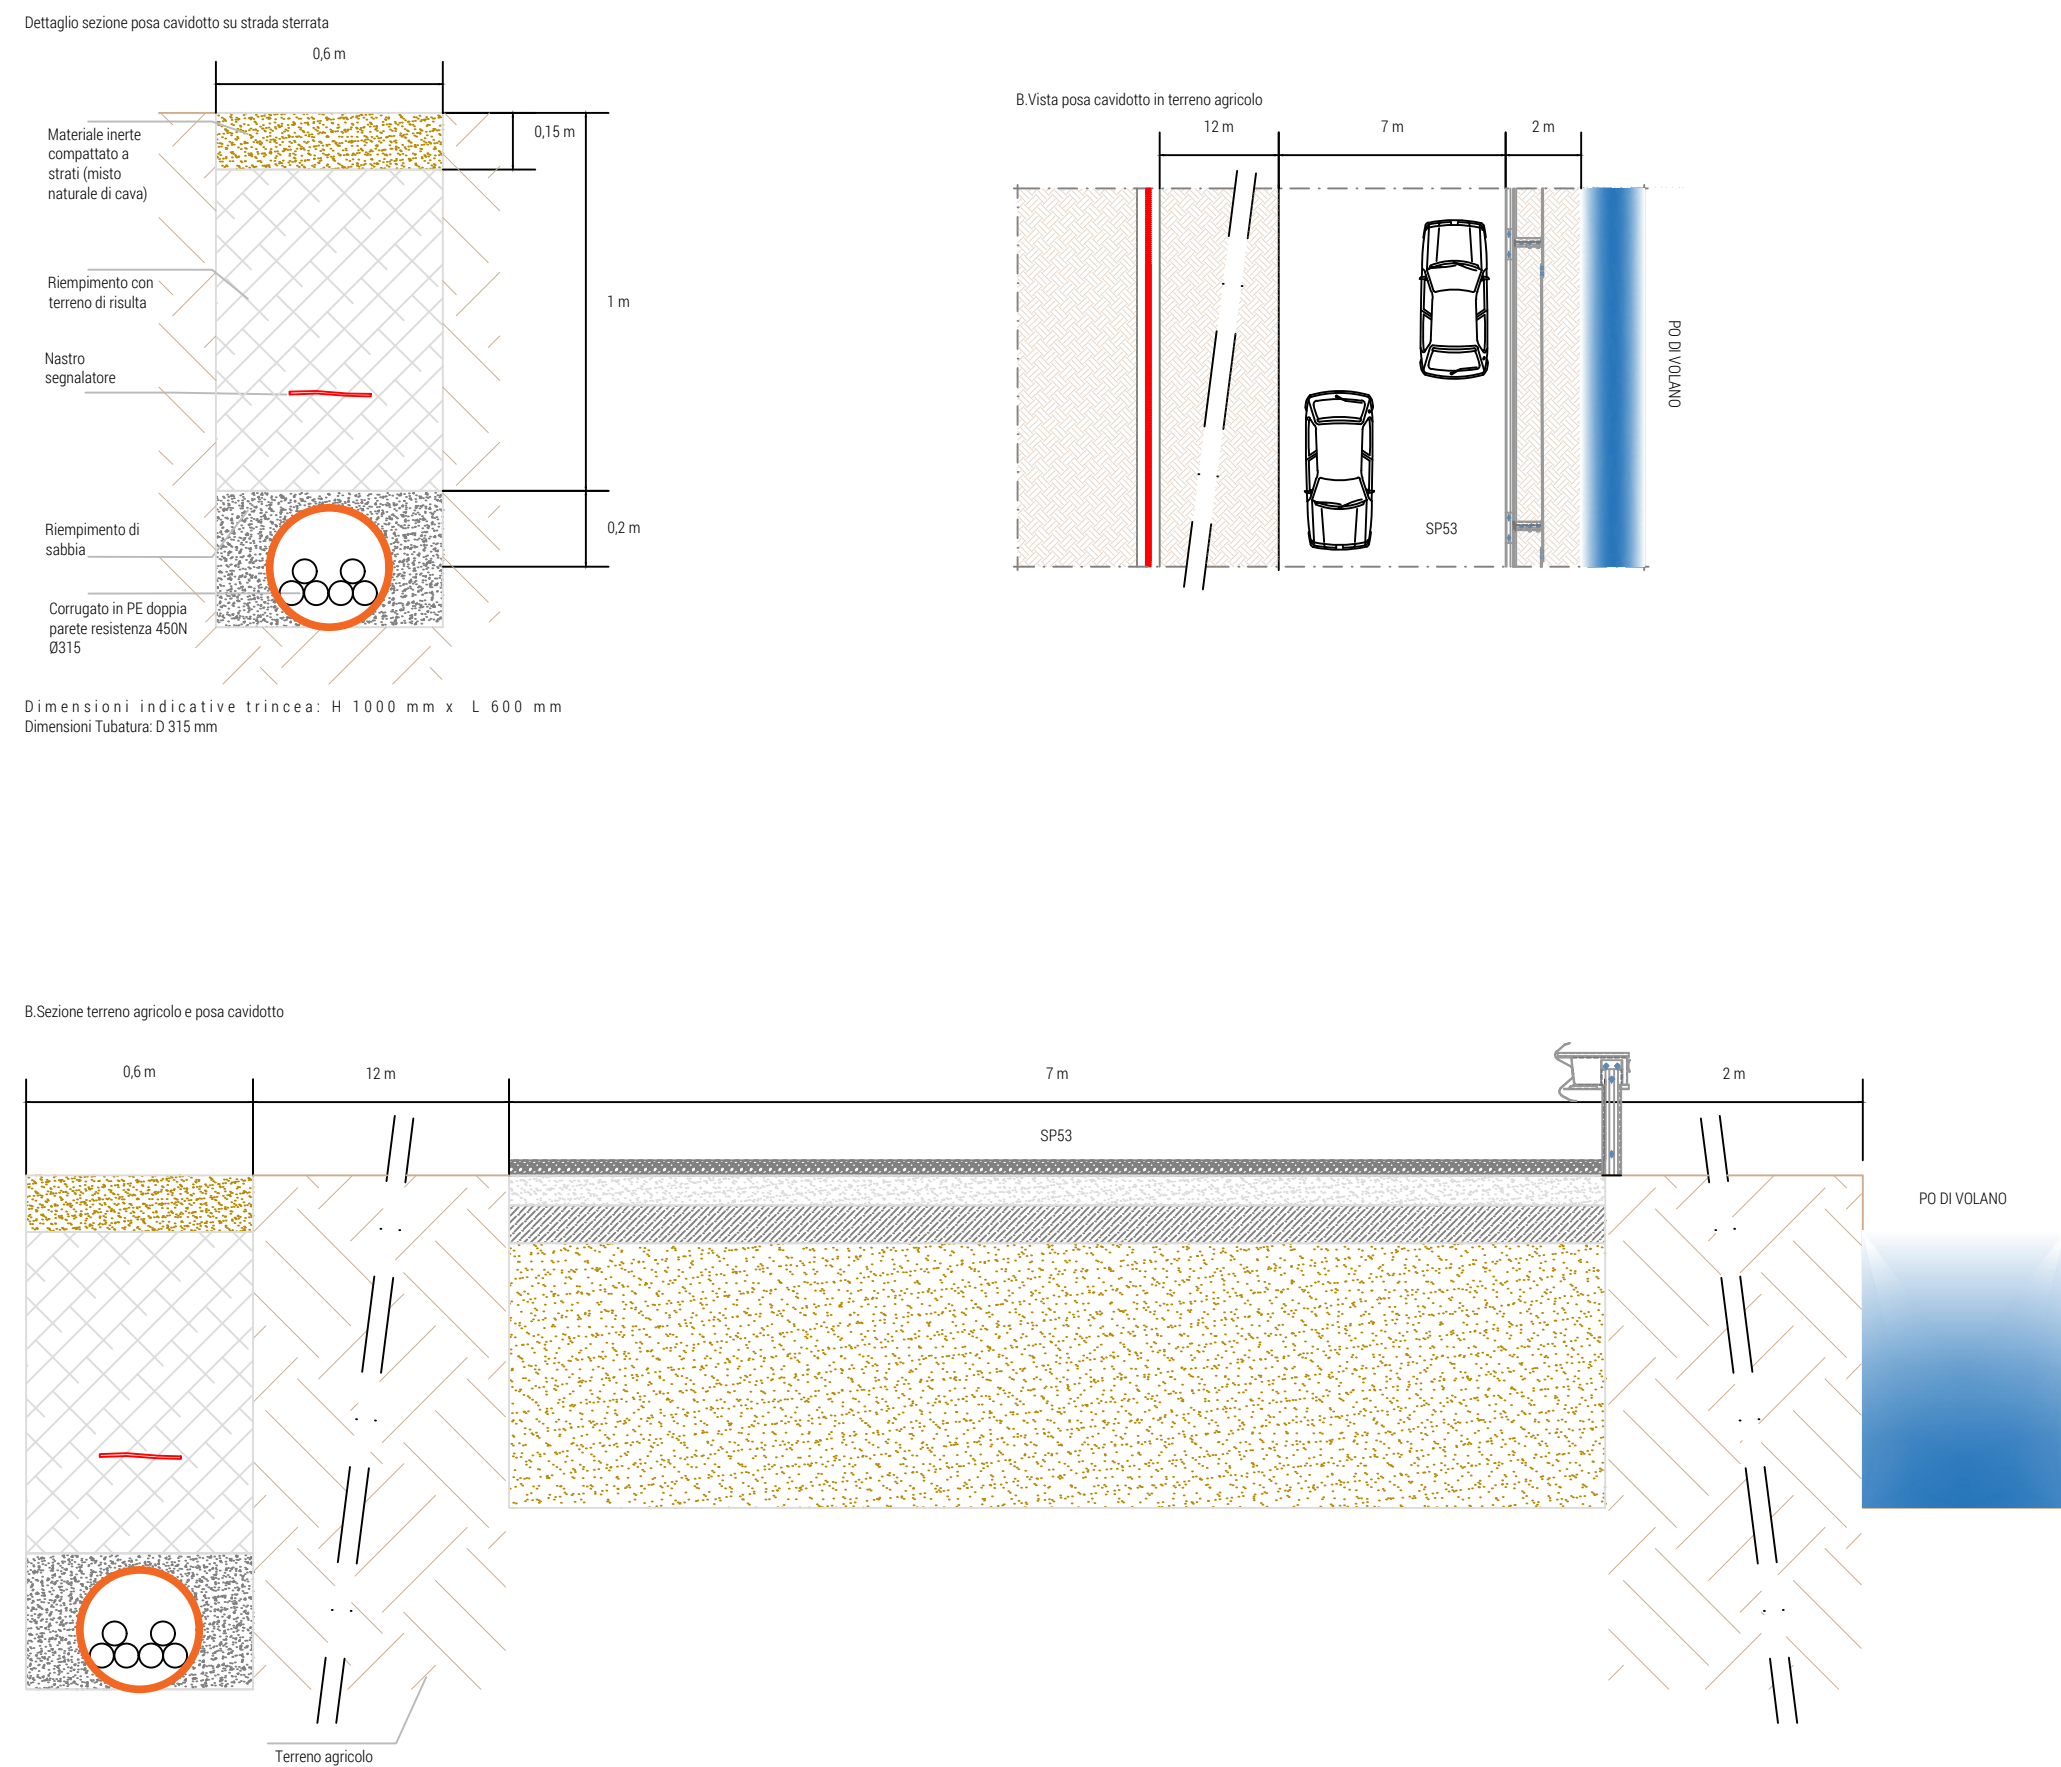 Dettaglio sezione posa cavidotto su strada sterrata
0,6 m
Materiale inerte
compattato a
strati (misto
naturale di cava)
0,15 m
Riempimento con
terreno di risulta
1 m
Nastro
segnalatore
Riempimento di
sabbia
0,2 m
Corrugato in PE doppia
parete resistenza 450N
Ø315
Dimensioni indicative trincea: H 1000 mm x L 600 mm
Dimensioni Tubatura: D 315 mm
B.Vista posa cavidotto in terreno agricolo
12 m
7 m
2 m
PO DI VOLANO
SP53
B.Sezione terreno agricolo e posa cavidotto
0,6 m
12 m
7 m
2 m
SP53
PO DI VOLANO
Terreno agricolo